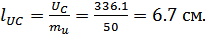 l_UC = U_C / m_u = 336.1 / 50 = 6.7 см.